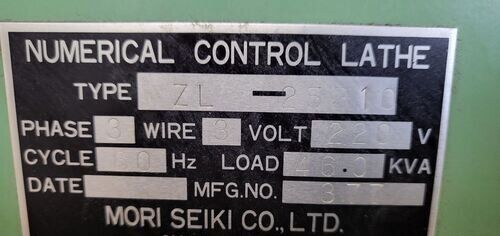 NUMERICAL CONTROL LATHE
TYPE ZL -
PHASE 3 WIRE 3 VOLT 220 V
CYCLE 60 Hz LOAD 46.0 KVA
DATE MFG.NO. 377
MORI SEIKI CO., LTD.